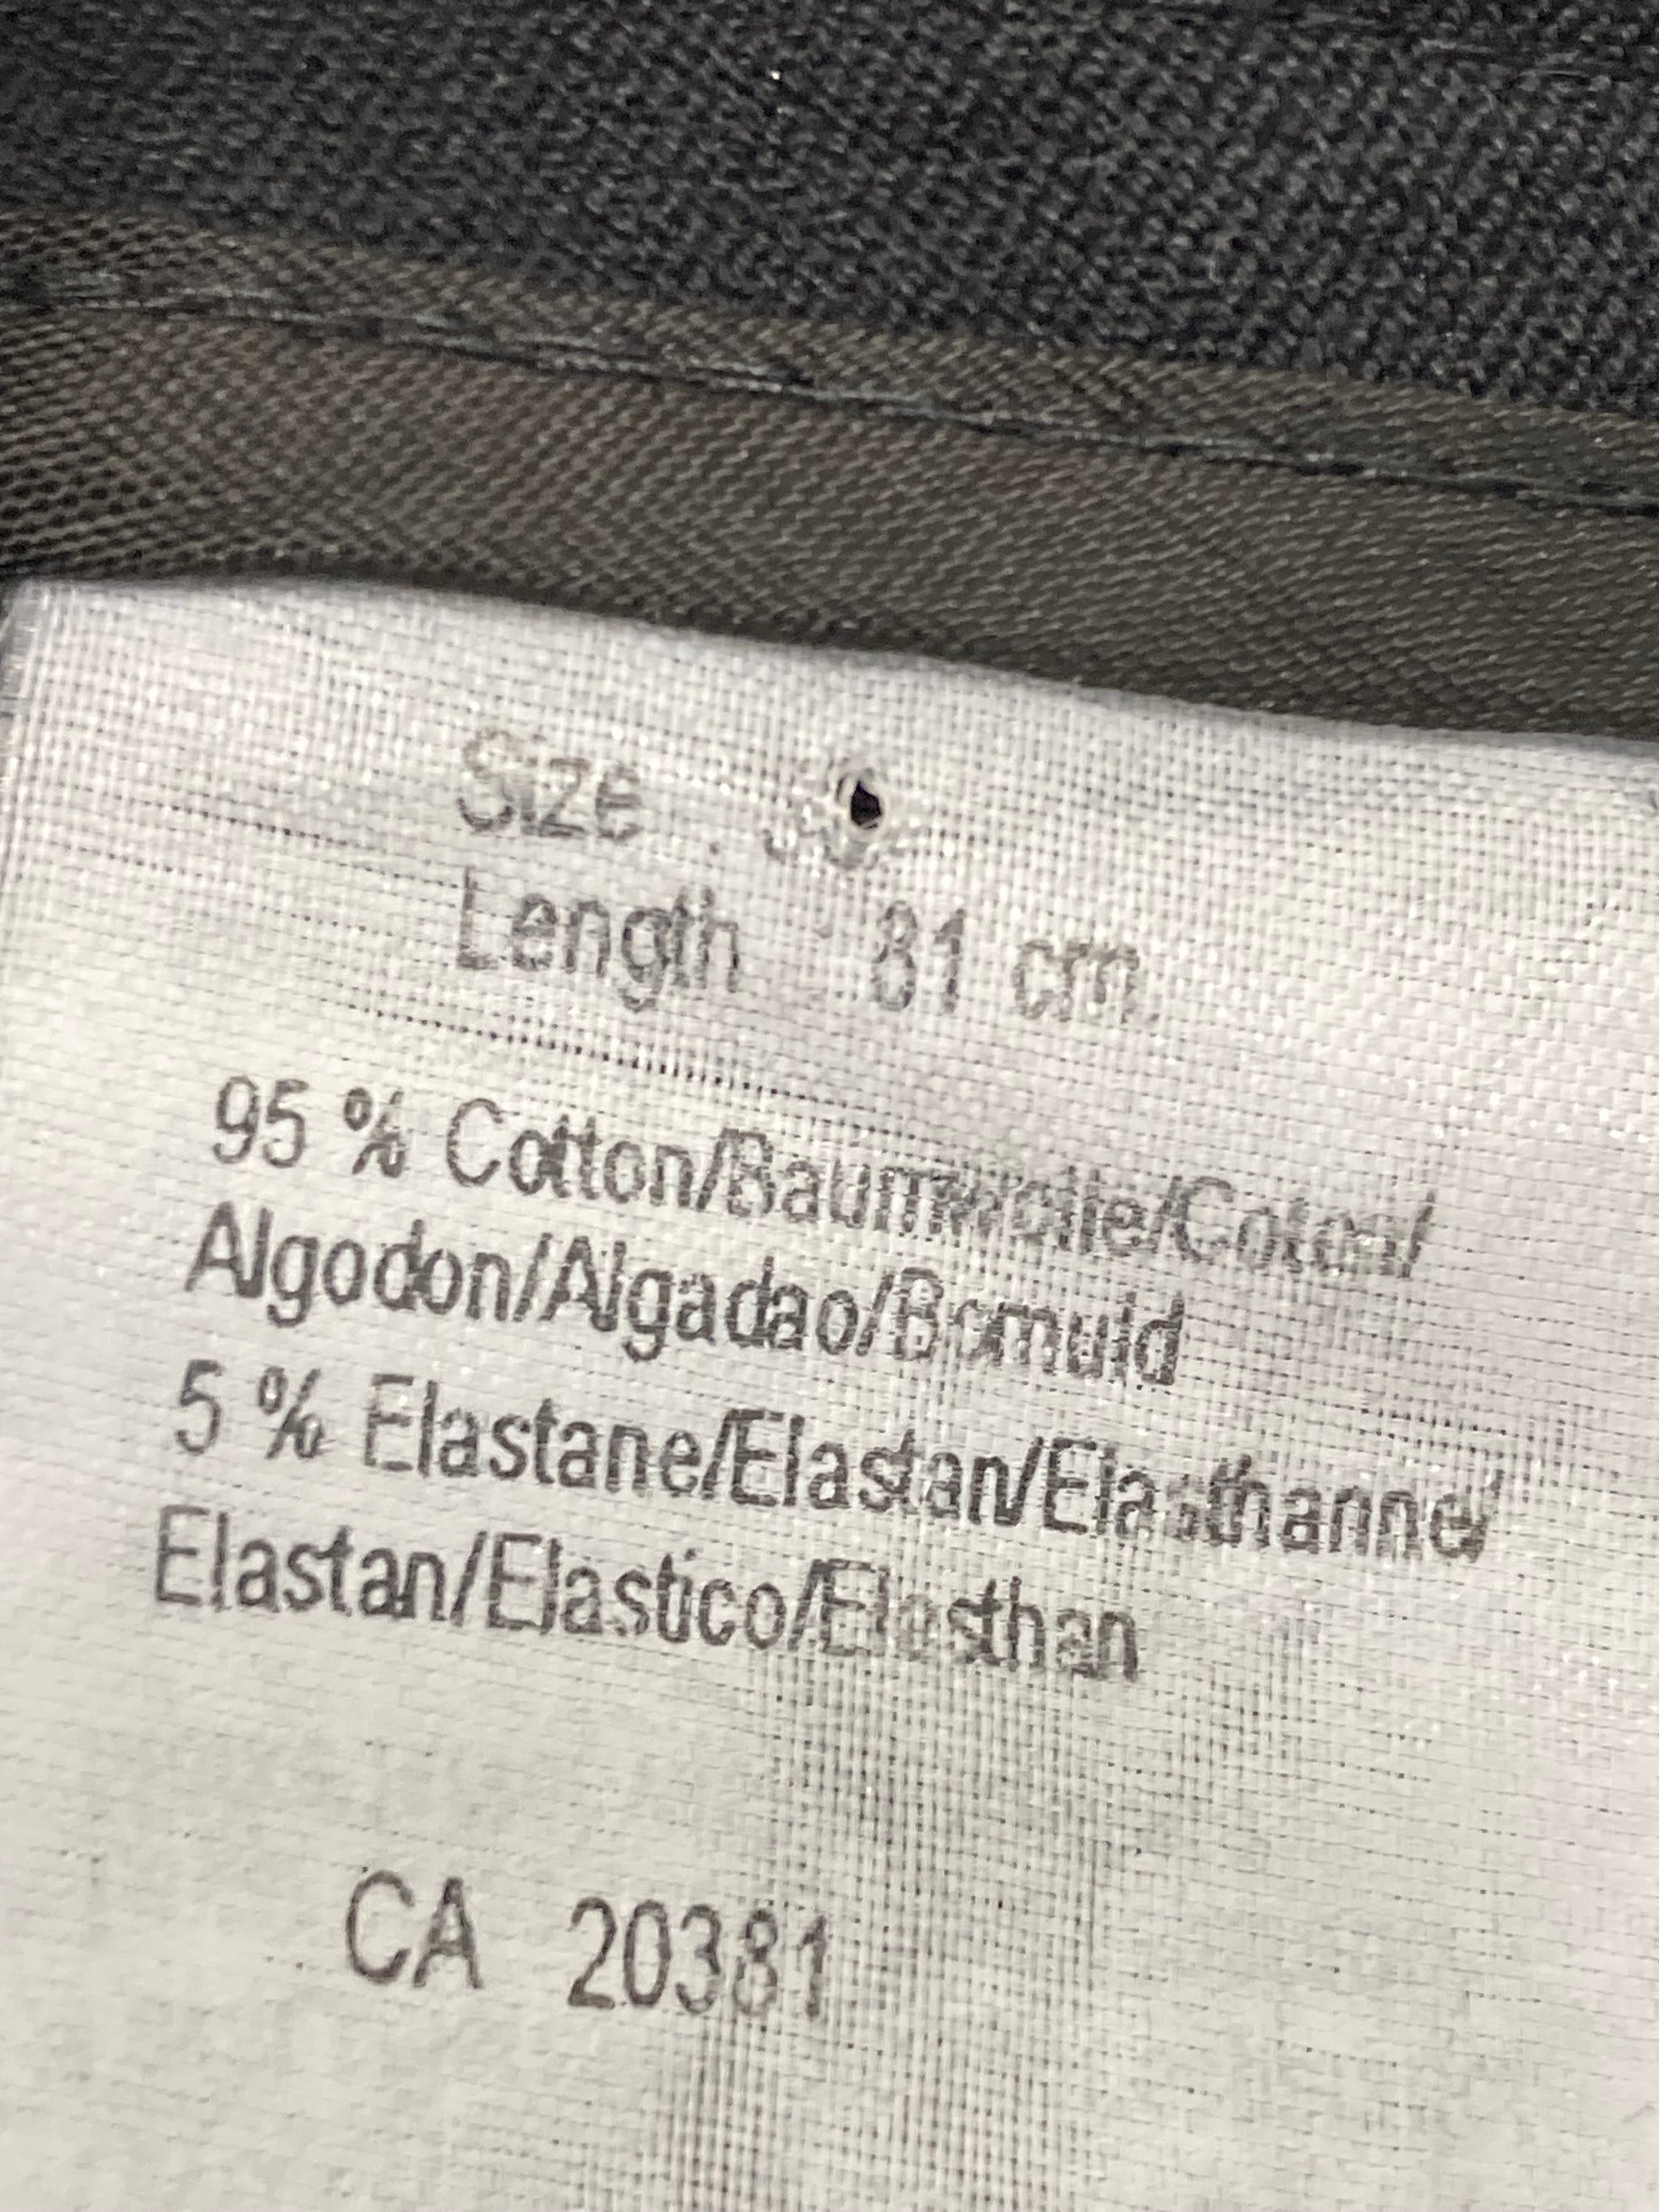 Size :
Length : 81 cm.
95 % Cotton/Baumwolle/Coton/
Algodon/Algadao/Bomuld
5 % Elastane/Elastan/Elasthanne/
Elastan/Elastico/Elasthan
CA 20381